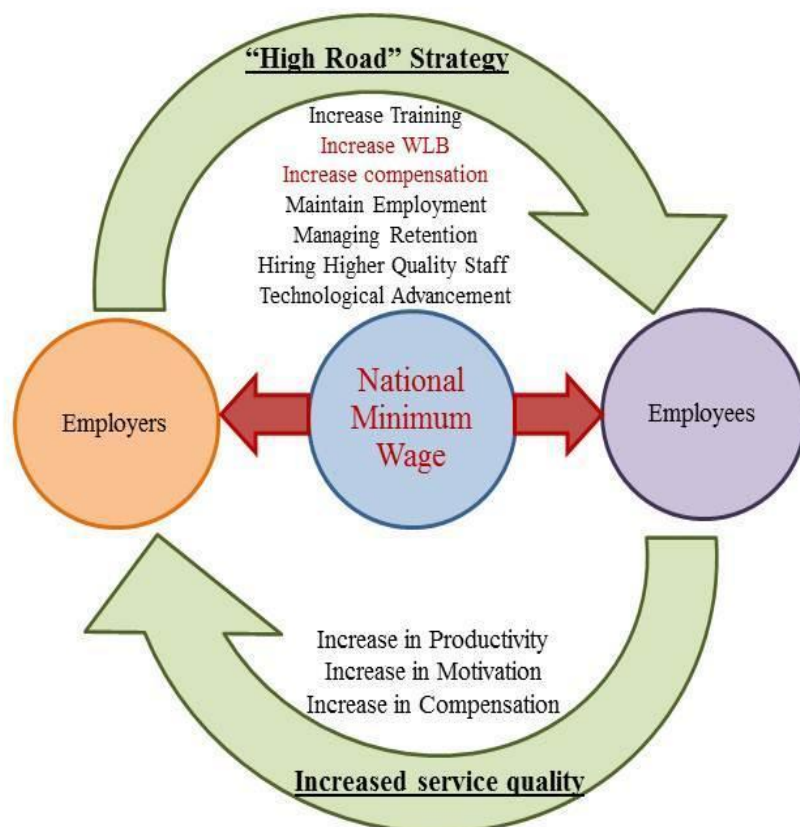 “High Road” Strategy
Increase Training
Increase WLB
Increase compensation
Maintain Employment
Managing Retention
Hiring Higher Quality Staff
Technological Advancement
Employers
National
Minimum
Wage
Employees
Increase in Productivity
Increase in Motivation
Increase in Compensation
Increased service quality